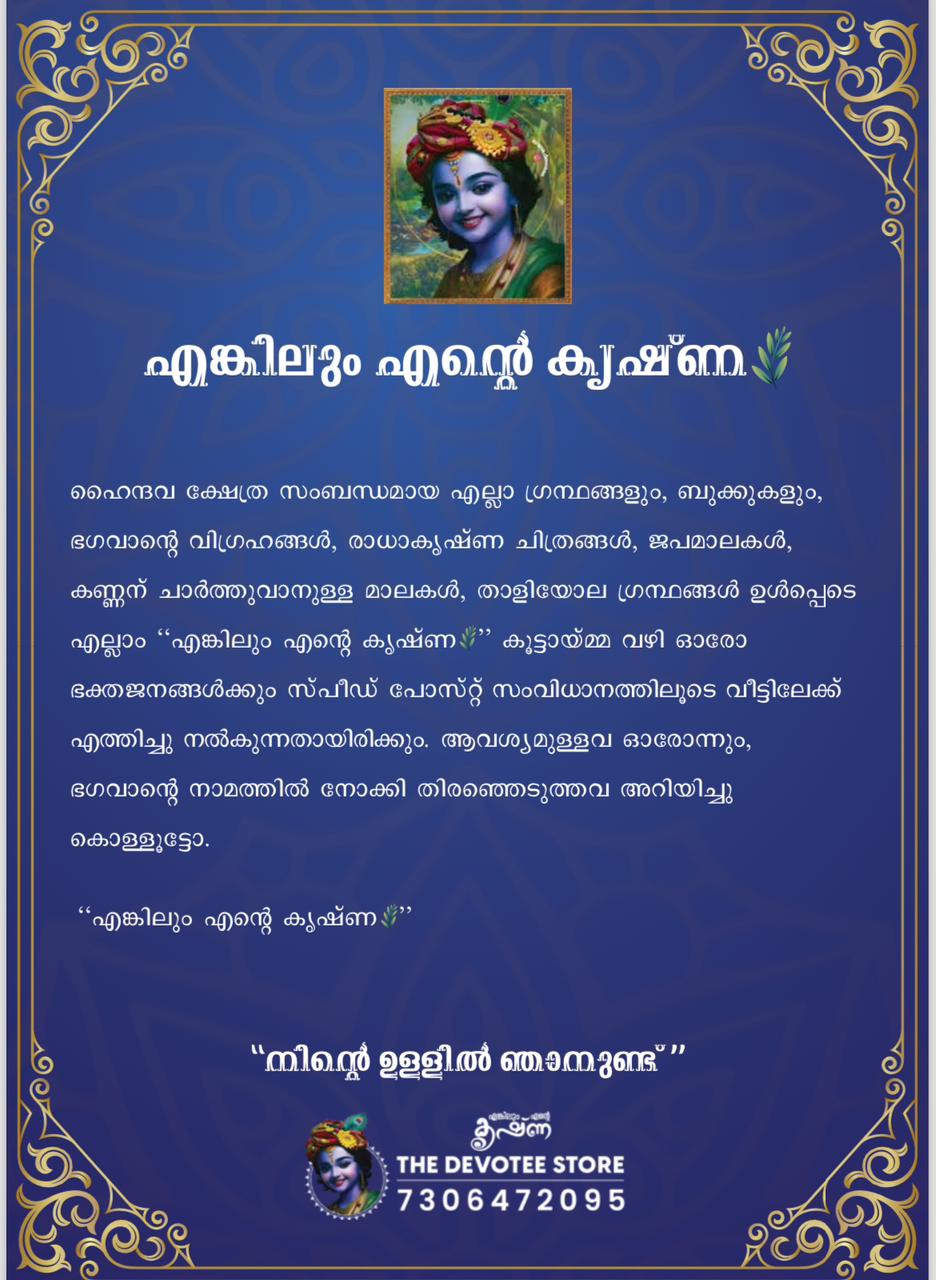 എങ്കിലും എന്റെ കൃഷ്ണ🌿
ഹൈന്ദവ ക്ഷേത്ര സംബന്ധമായ എല്ലാ ഗ്രന്ഥങ്ങളും, ബുക്കുകളും,
ഭഗവാന്റെ വിഗ്രഹങ്ങൾ, രാധാകൃഷ്ണ ചിത്രങ്ങൾ, ജപമാലകൾ,
കണ്ണന് ചാർത്തുവാനുള്ള മാലകൾ, താളിയോല ഗ്രന്ഥങ്ങൾ ഉൾപ്പെടെ
എല്ലാം “എങ്കിലും എന്റെ കൃഷ്ണ🌿” കൂട്ടായ്മ്മ വഴി ഓരോ
ഭക്തജനങ്ങൾക്കും സ്പീഡ് പോസ്റ്റ് സംവിധാനത്തിലൂടെ വീട്ടിലേക്ക്
എത്തിച്ചു നൽകുന്നതായിരിക്കും. ആവശ്യമുള്ളവ ഓരോന്നും,
ഭഗവാന്റെ നാമത്തിൽ നോക്കി തിരഞ്ഞെടുത്തവ അറിയിച്ചു
കൊള്ളൂട്ടോ.
“എങ്കിലും എന്റെ കൃഷ്ണ🌿”
“നിന്റെ ഉള്ളിൽ ഞാനുണ്ട്”
എങ്കിലും എന്റെ
കൃഷ്ണ
THE DEVOTEE STORE
7306472095